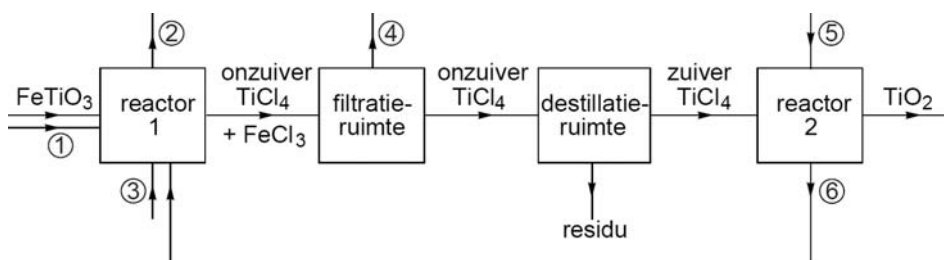 ② ④ ⑤
onzuiver onzuiver zuiver
FeTiO₃ reactor TiCl₄ filtratie- TiCl₄ destillatie- TiCl₄ reactor TiO₂
1 + FeCl₃ ruimte ruimte 2
①
③ ⑥
residu